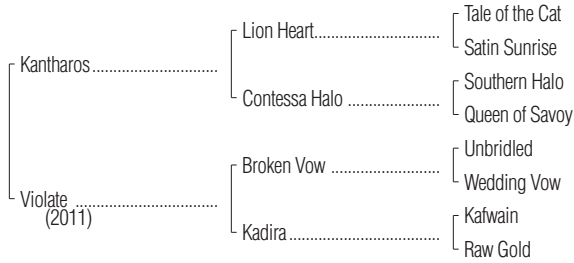 Tale of the Cat
Lion Heart
Satin Sunrise
Kantharos
Southern Halo
Contessa Halo
Queen of Savoy
Unbridled
Broken Vow
Wedding Vow
Violate
(2011)
Kafwain
Kadira
Raw Gold